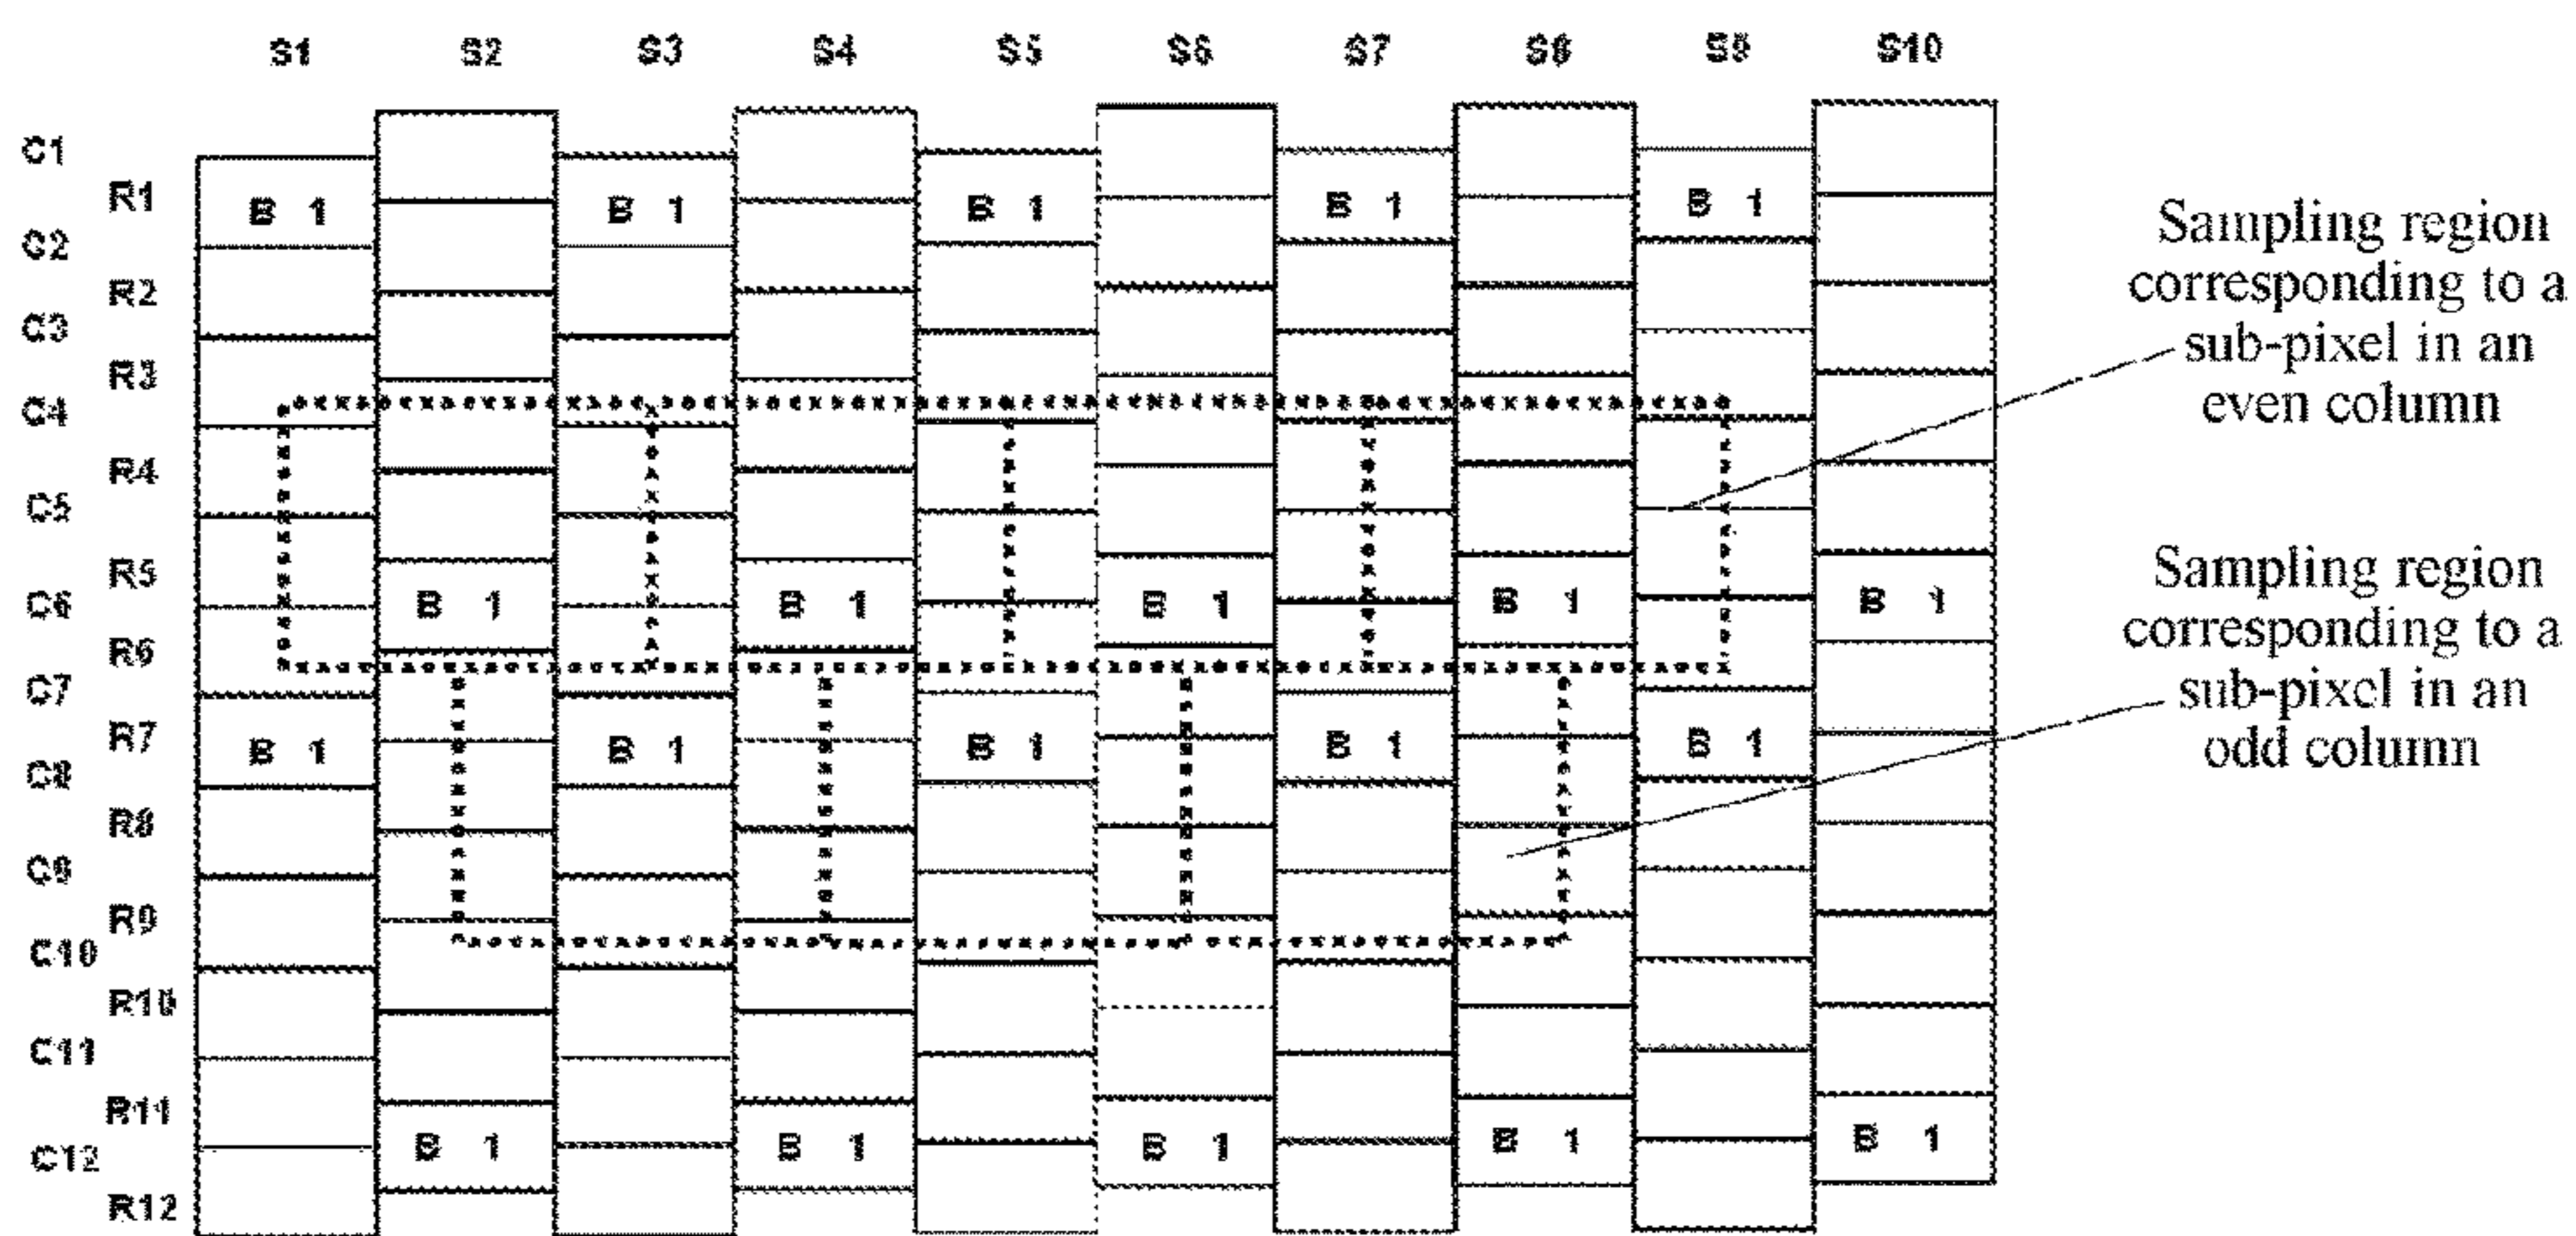 S1 S2 S3 S4 S5 S6 S7 S8 S9 S10
C1
R1 B 1 B 1 B 1 B 1 B 1
C2
R2
C3
R3
C4
R4
C5
R5
C6 B 1 B 1 B 1 B 1 B 1
R6
C7
R7 B 1 B 1 B 1 B 1 B 1
C8
R8
C9
R9
C10
R10
C11
R11
C12 B 1 B 1 B 1 B 1 B 1
R12
Sampling region
corresponding to a
sub-pixel in an
even column
Sampling region
corresponding to a
sub-pixel in an
odd column